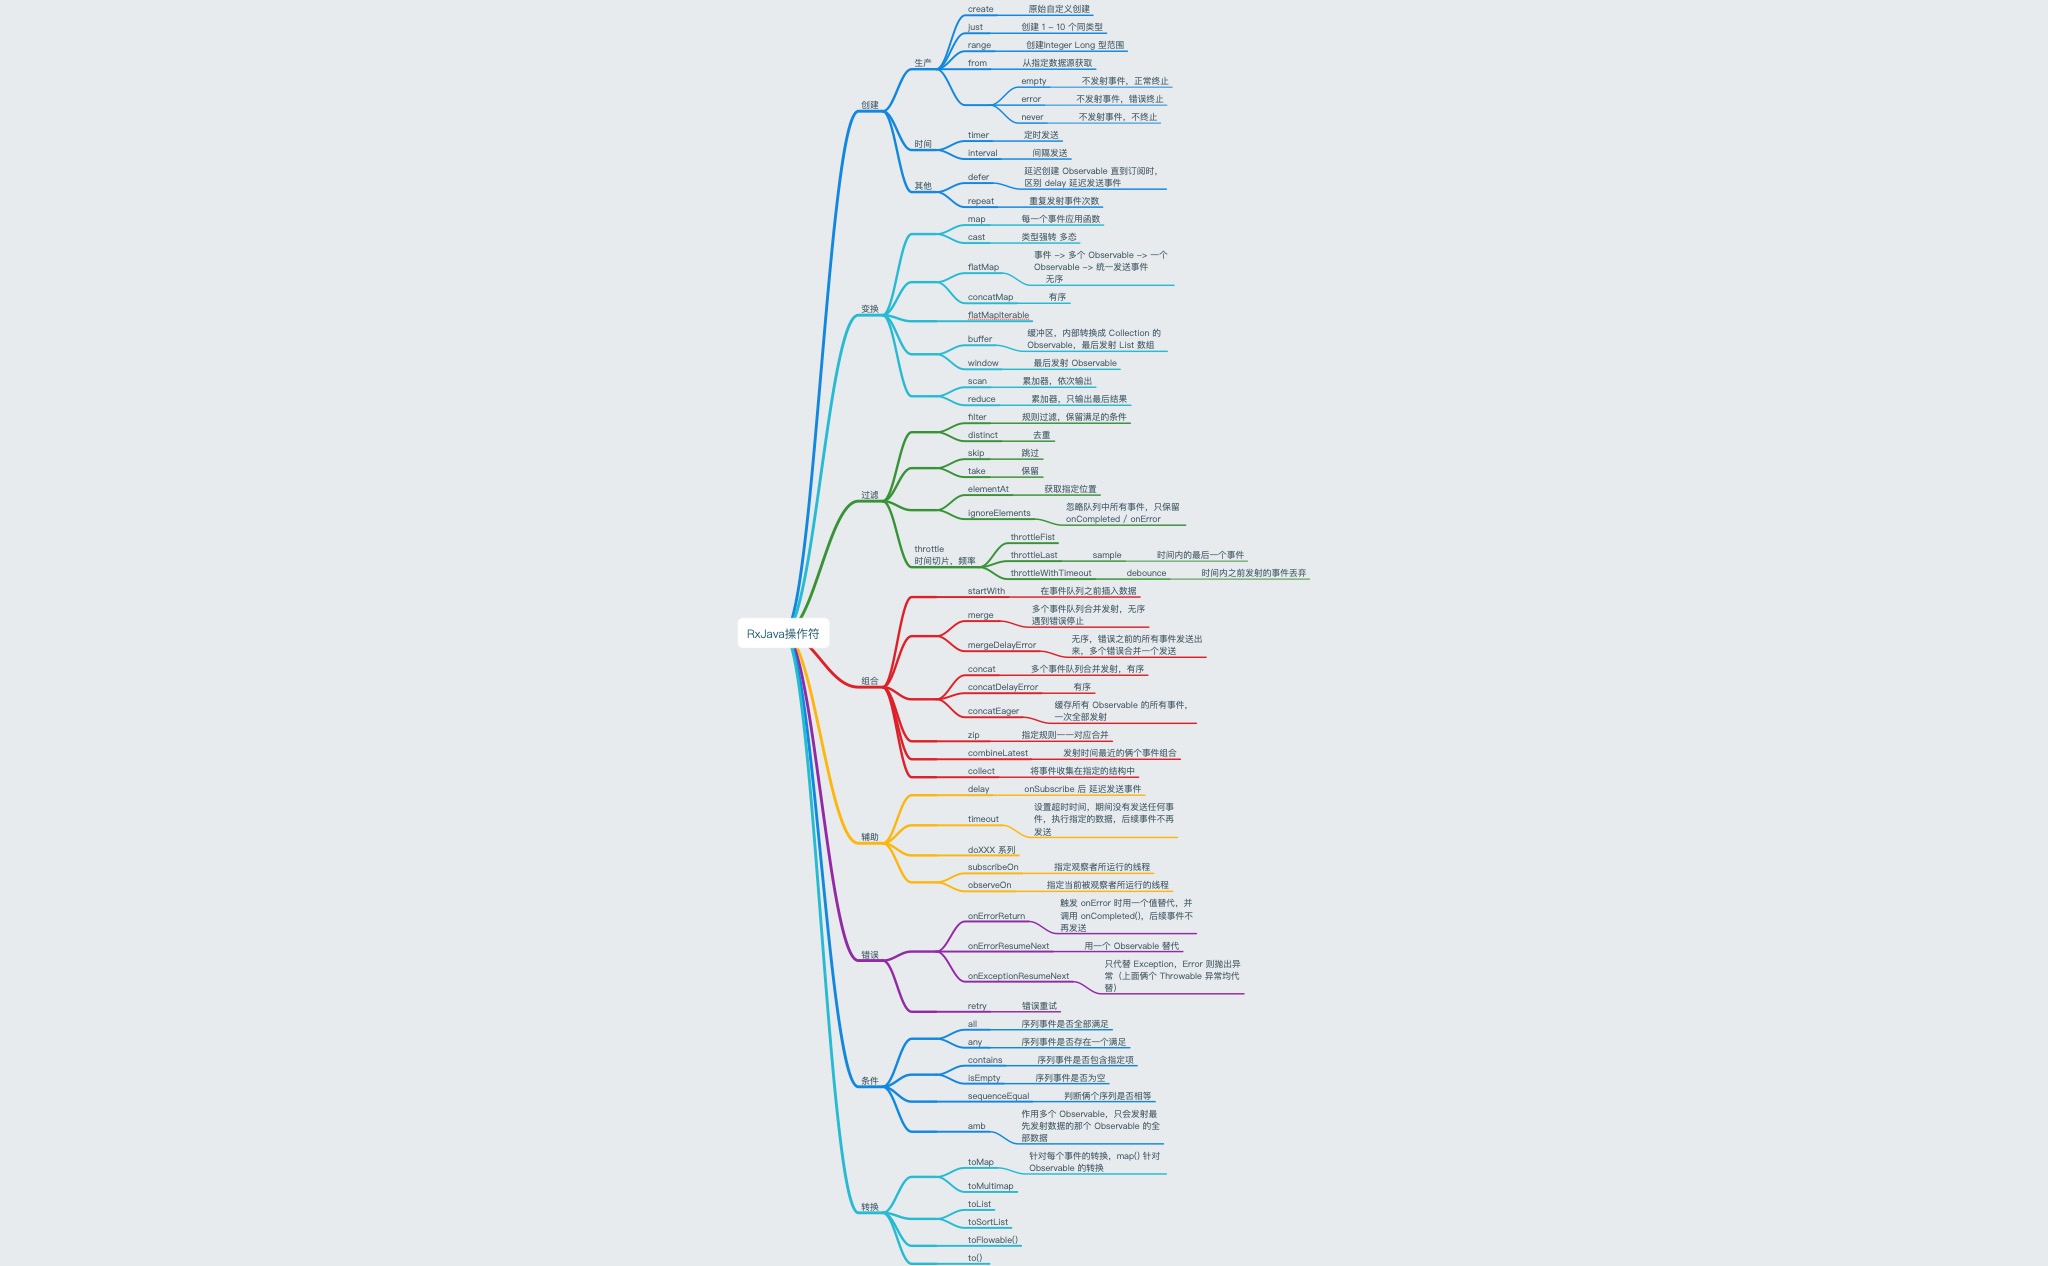 RxJava操作符
创建
生产
create
原始自定义创建
just
创建 1 – 10 个同类型
range
创建Integer Long 型范围
from
从指定数据源获取
empty
不发射事件，正常终止
error
不发射事件，错误终止
never
不发射事件，不终止
时间
timer
定时发送
interval
间隔发送
其他
defer
延迟创建 Observable 直到订阅时，
区别 delay 延迟发送事件
repeat
重复发射事件次数
变换
map
每一个事件应用函数
cast
类型强转 多态
flatMap
事件 –> 多个 Observable –> 一个
Observable –> 统一发送事件
无序
concatMap
有序
flatMapIterable
buffer
缓冲区，内部转换成 Collection 的
Observable，最后发射 List 数组
window
最后发射 Observable
scan
累加器，依次输出
reduce
累加器，只输出最后结果
过滤
filter
规则过滤，保留满足的条件
distinct
去重
skip
跳过
take
保留
elementAt
获取指定位置
ignoreElements
忽略队列中所有事件，只保留
onCompleted / onError
throttle
时间切片，频率
throttleFist
throttleLast
sample
时间内的最后一个事件
throttleWithTimeout
debounce
时间内之前发射的事件丢弃
组合
startWith
在事件队列之前插入数据
merge
多个事件队列合并发射，无序
遇到错误停止
mergeDelayError
无序，错误之前的所有事件发送出
来，多个错误合并一个发送
concat
多个事件队列合并发射，有序
concatDelayError
有序
concatEager
缓存所有 Observable 的所有事件，
一次全部发射
zip
指定规则一一对应合并
combineLatest
发射时间最近的俩个事件组合
collect
将事件收集在指定的结构中
辅助
delay
onSubscribe 后 延迟发送事件
timeout
设置超时时间，期间没有发送任何事
件，执行指定的数据，后续事件不再
发送
doXXX 系列
subscribeOn
指定观察者所运行的线程
observeOn
指定当前被观察者所运行的线程
错误
onErrorReturn
触发 onError 时用一个值替代，并
调用 onCompleted()，后续事件不
再发送
onErrorResumeNext
用一个 Observable 替代
onExceptionResumeNext
只代替 Exception，Error 则抛出异
常（上面俩个 Throwable 异常均代
替）
retry
错误重试
条件
all
序列事件是否全部满足
any
序列事件是否存在一个满足
contains
序列事件是否包含指定项
isEmpty
序列事件是否为空
sequenceEqual
判断俩个序列是否相等
amb
作用多个 Observable，只会发射最
先发射数据的那个 Observable 的全
部数据
转换
toMap
针对每个事件的转换，map() 针对
Observable 的转换
toMultimap
toList
toSortList
toFlowable()
to()